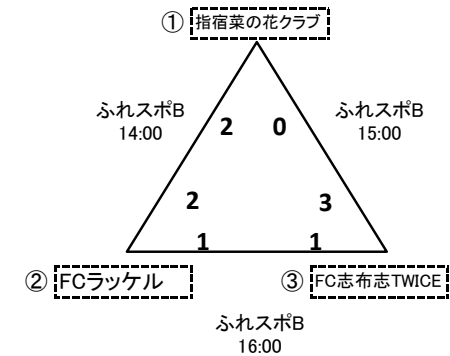 ① 指宿菜の花クラブ
ふれスポB
14:00
2 0
ふれスポB
15:00
2 3
1 1
② FCラッケル
③ FC志布志TWICE
ふれスポB
16:00